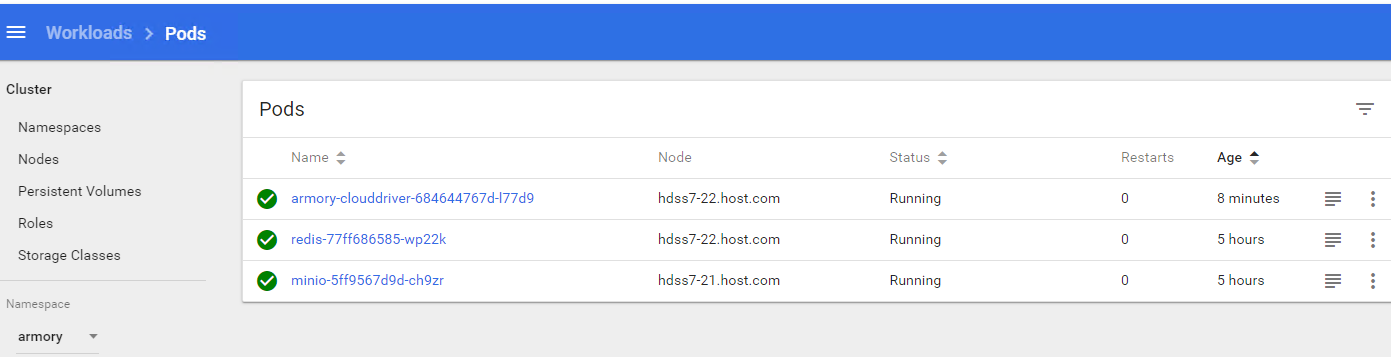 Workloads > Pods
Cluster
Namespaces
Nodes
Persistent Volumes
Roles
Storage Classes
Namespace
armory
Pods
Name Node Status Restarts Age
armory-clouddriver-684644767d-l77d9 hdss7-22.host.com Running 0 8 minutes
redis-77ff686585-wp22k hdss7-22.host.com Running 0 5 hours
minio-5ff9567d9d-ch9zr hdss7-21.host.com Running 0 5 hours